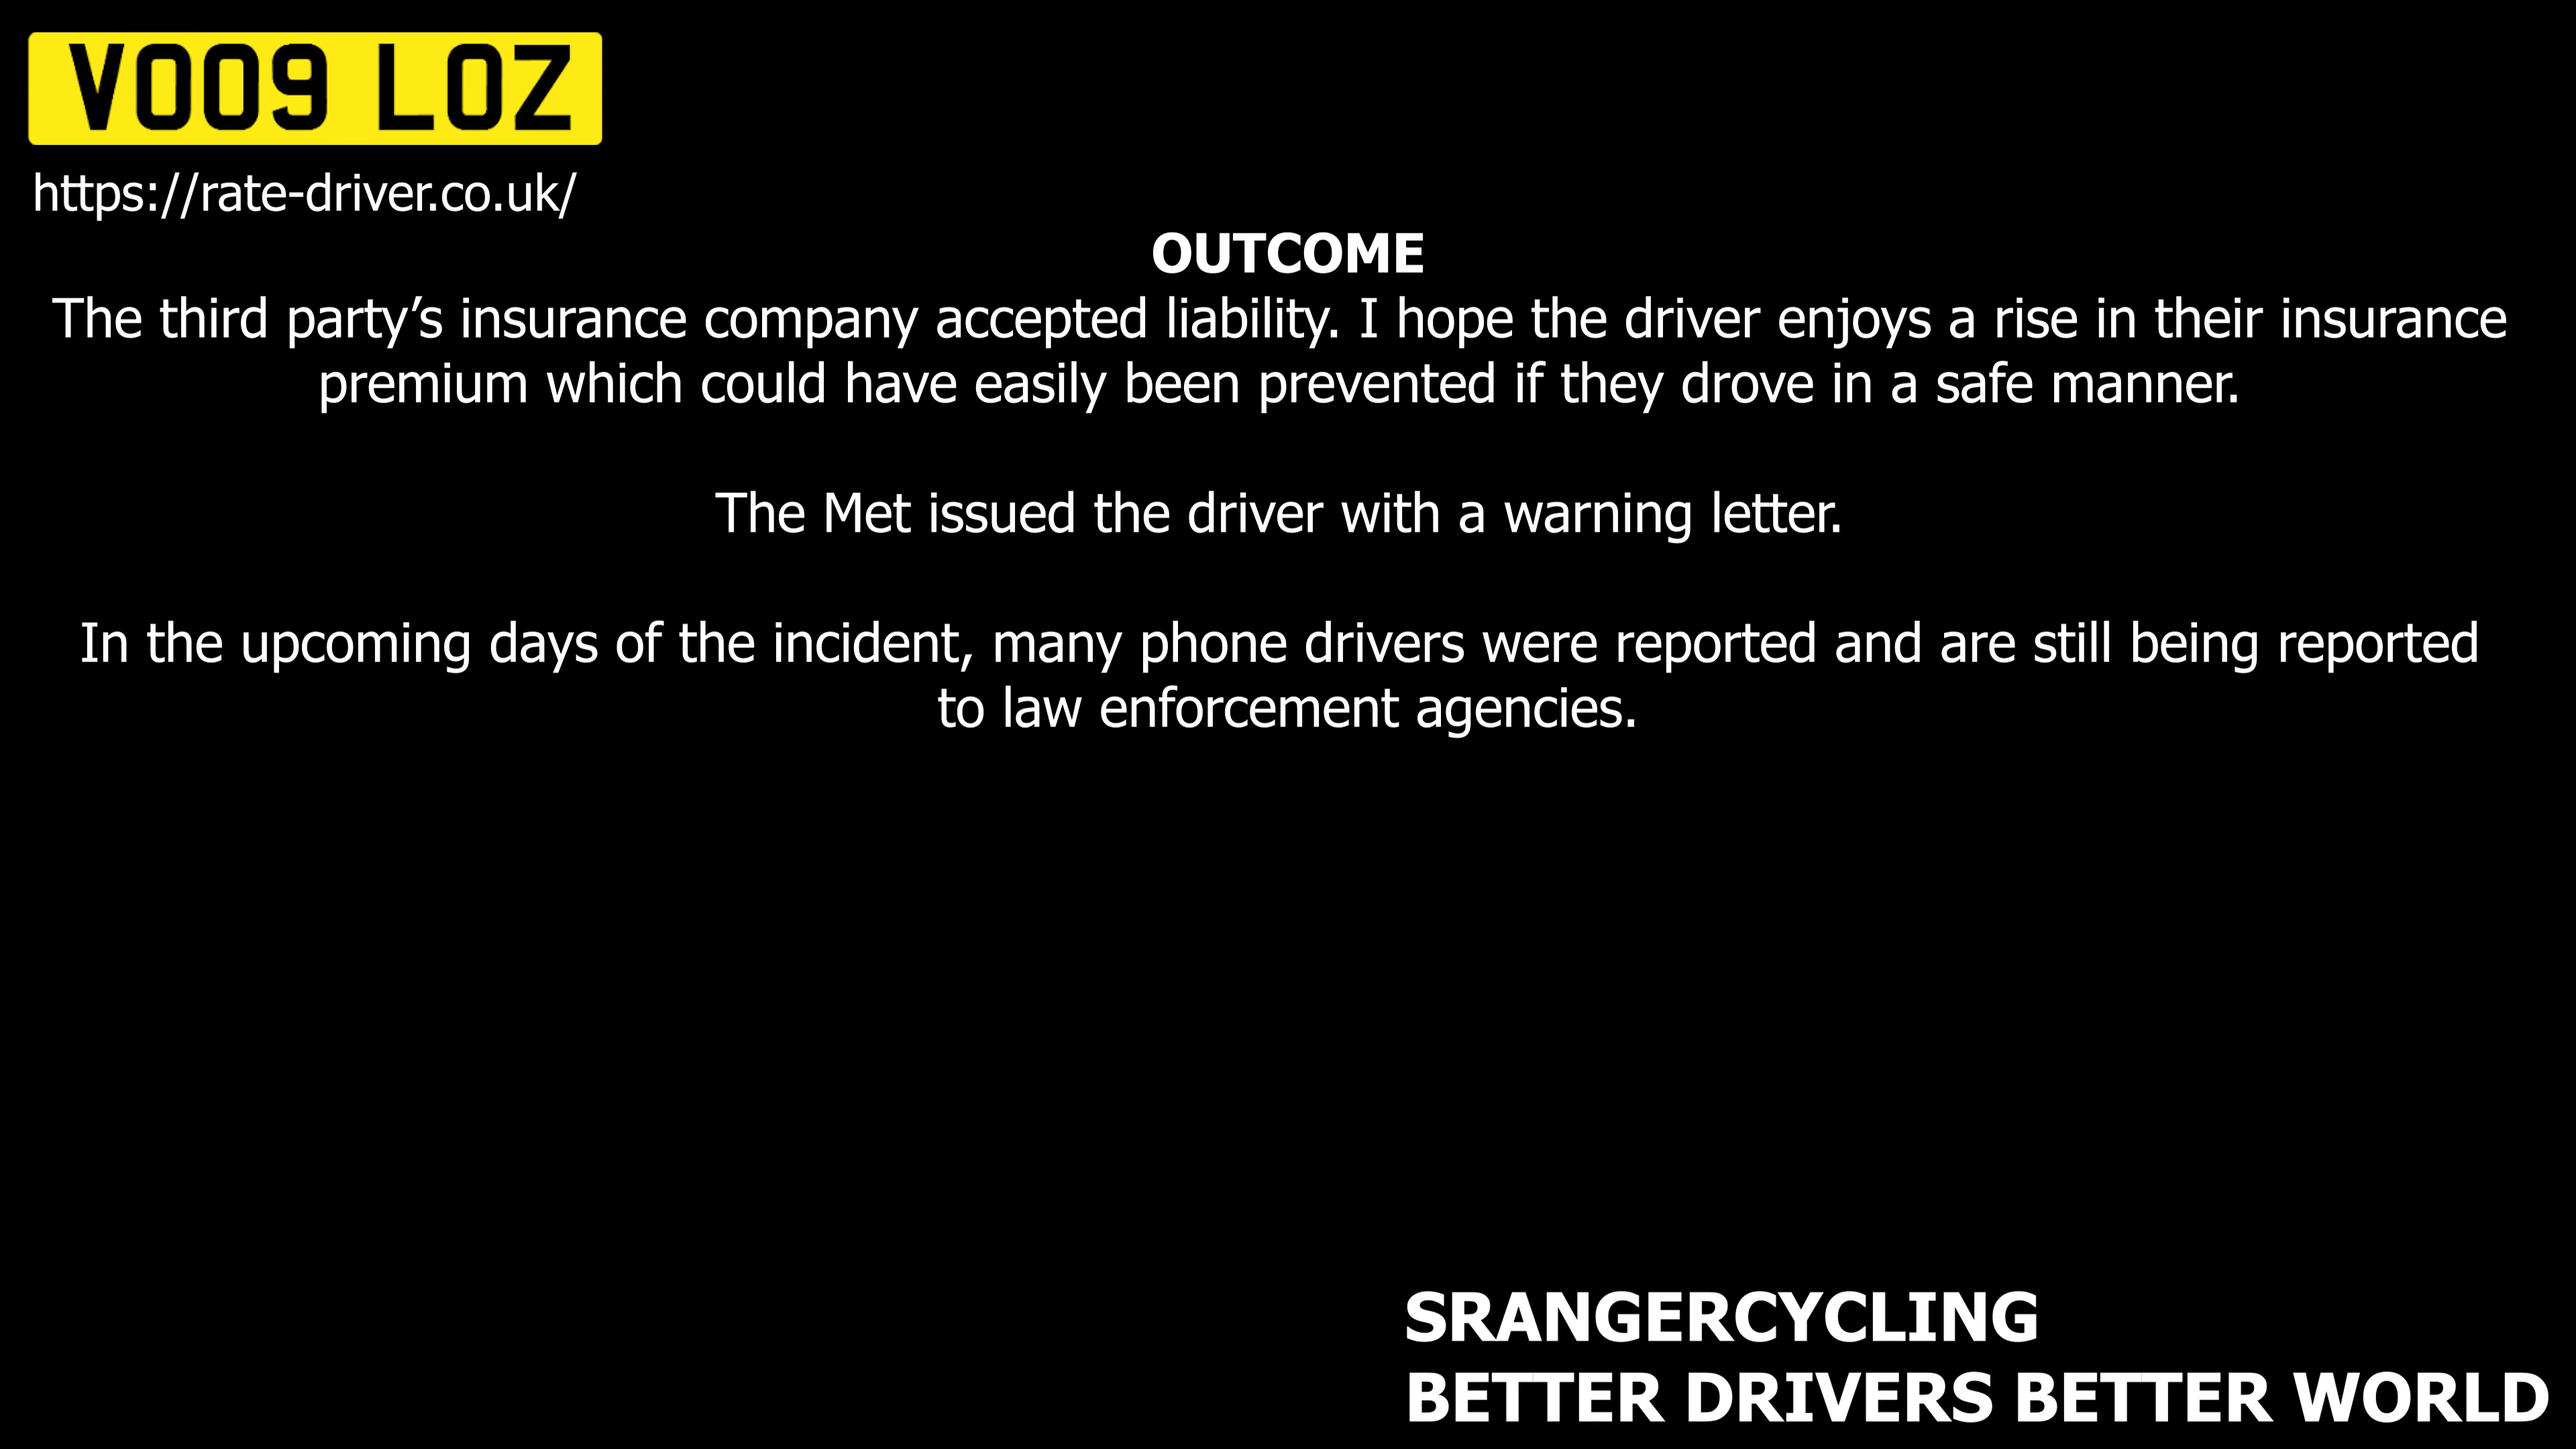 VO09 LOZ
https://rate-driver.co.uk/
OUTCOME
The third party’s insurance company accepted liability. I hope the driver enjoys a rise in their insurance
premium which could have easily been prevented if they drove in a safe manner.
The Met issued the driver with a warning letter.
In the upcoming days of the incident, many phone drivers were reported and are still being reported
to law enforcement agencies.
SRANGERCYCLING
BETTER DRIVERS BETTER WORLD